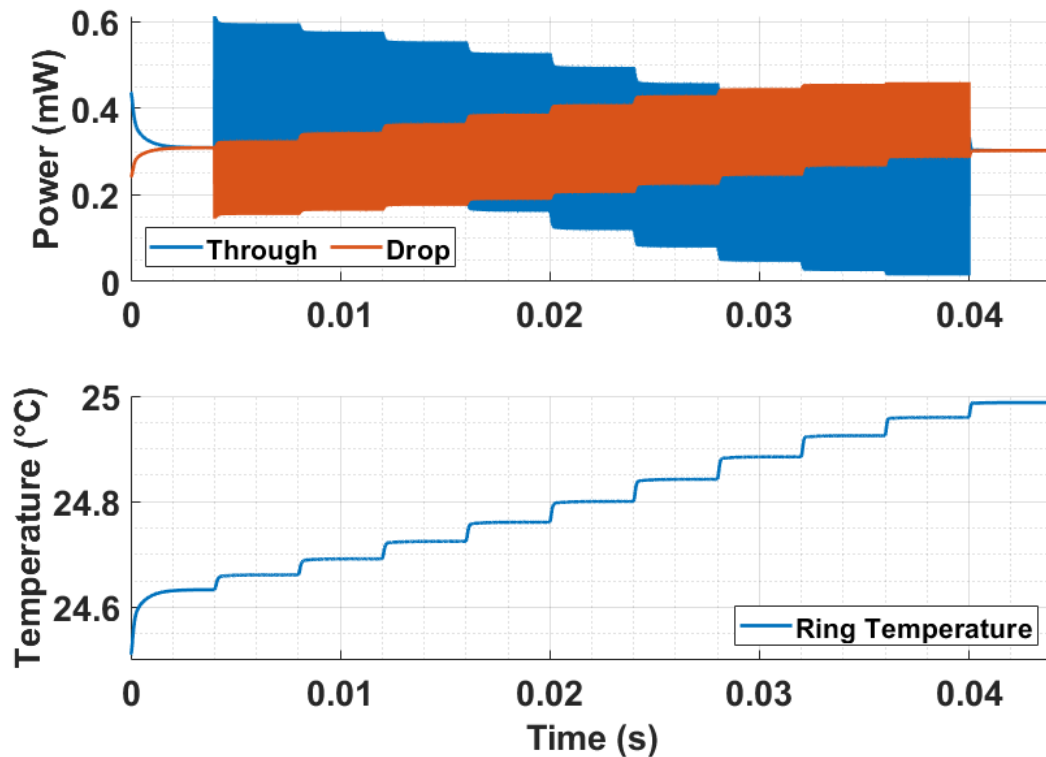 Power (mW)
0.6
0.4
0.2
0
Through
Drop
0 0.01 0.02 0.03 0.04
Temperature (°C)
25
24.8
24.6
Ring Temperature
0 0.01 0.02 0.03 0.04
Time (s)